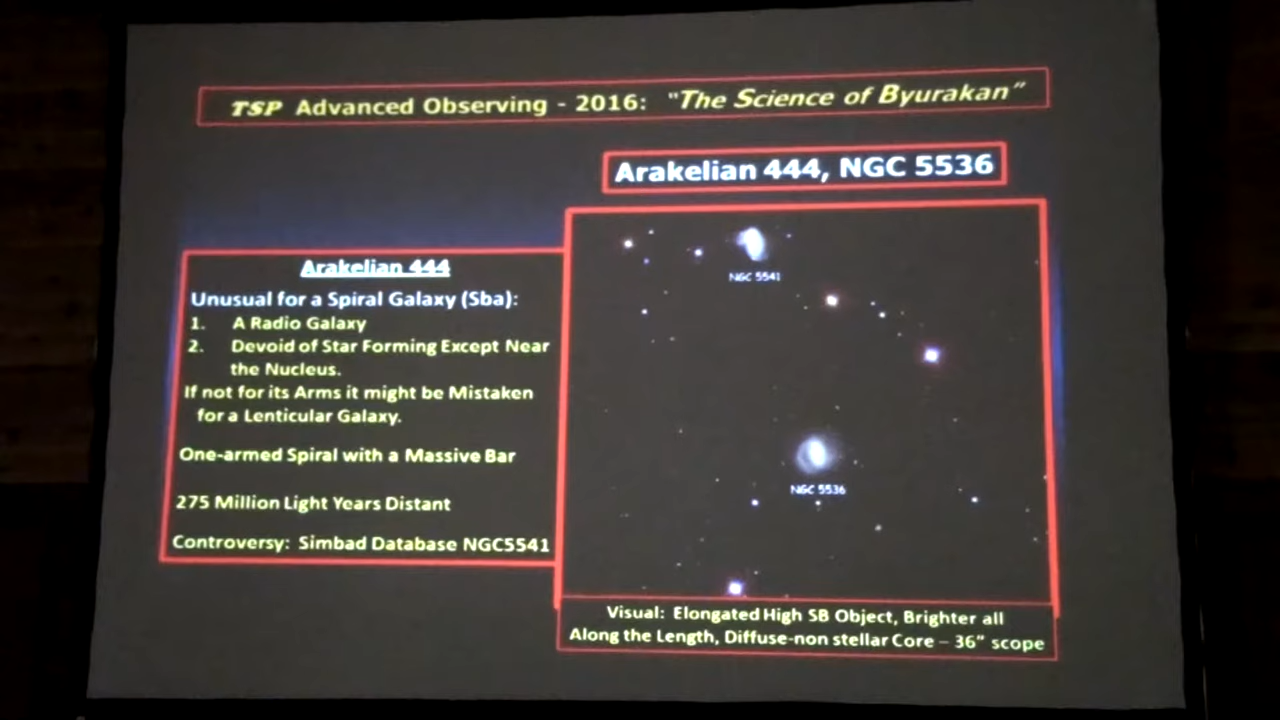 TSP Advanced Observing - 2016: "The Science of Byurakan"
Arakelian 444, NGC 5536
Arakelian 444
Unusual for a Spiral Galaxy (Sba):
1. A Radio Galaxy
2. Devoid of Star Forming Except Near
the Nucleus.
If not for its Arms it might be Mistaken
for a Lenticular Galaxy.
One-armed Spiral with a Massive Bar
275 Million Light Years Distant
Controversy: Simbad Database NGC5541
NGC 5541
NGC 5536
Visual: Elongated High SB Object, Brighter all
Along the Length, Diffuse-non stellar Core – 36" scope